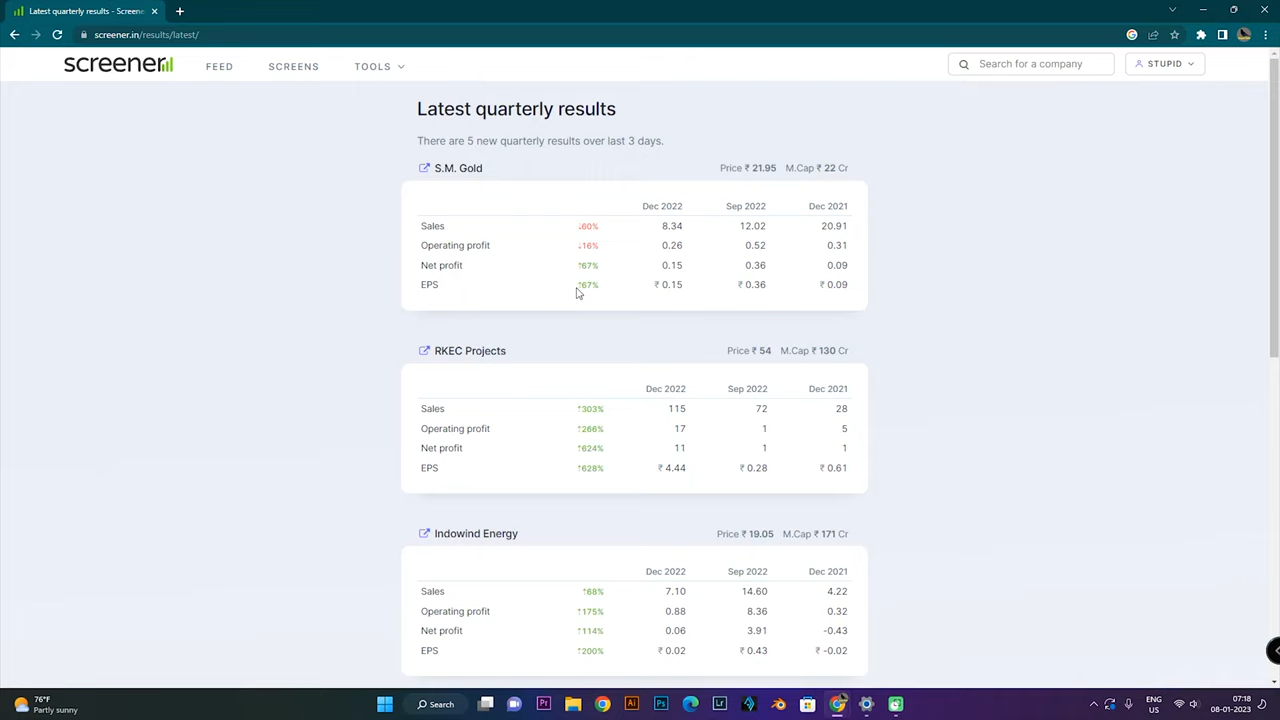 Latest quarterly results - Screene
screener.in/results/latest/
screener FEED SCREENS TOOLS Search for a company STUPID
Latest quarterly results
There are 5 new quarterly results over last 3 days.
S.M. Gold Price ₹ 21.95 M.Cap ₹ 22 Cr
Dec 2022 Sep 2022 Dec 2021
Sales ↓60% 8.34 12.02 20.91
Operating profit ↓16% 0.26 0.52 0.31
Net profit ↑67% 0.15 0.36 0.09
EPS ↑67% ₹ 0.15 ₹ 0.36 ₹ 0.09
RKEC Projects Price ₹ 54 M.Cap ₹ 130 Cr
Dec 2022 Sep 2022 Dec 2021
Sales ↑303% 115 72 28
Operating profit ↑266% 17 1 5
Net profit ↑624% 11 1 1
EPS ↑628% ₹ 4.44 ₹ 0.28 ₹ 0.61
Indowind Energy Price ₹ 19.05 M.Cap ₹ 171 Cr
Dec 2022 Sep 2022 Dec 2021
Sales ↑68% 7.10 14.60 4.22
Operating profit ↑175% 0.88 8.36 0.32
Net profit ↑114% 0.06 3.91 -0.43
EPS ↑200% ₹ 0.02 ₹ 0.43 ₹ -0.02
76°F
Partly sunny
Search
Pr Ai Ps Lr
ENG
US
07:18
08-01-2023